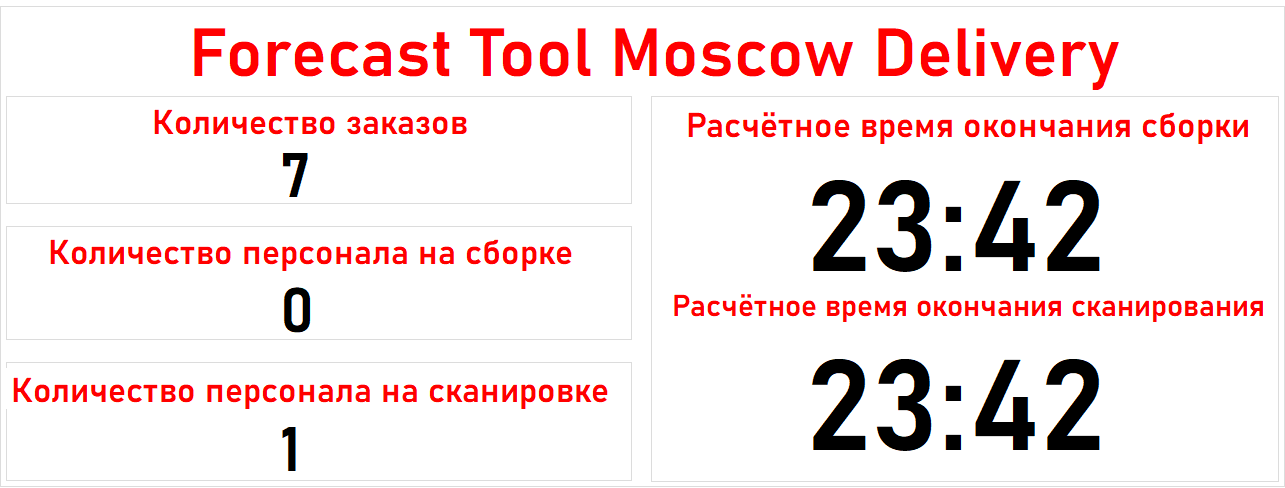 Forecast Tool Moscow Delivery
Количество заказов
7
Количество персонала на сборке
0
Количество персонала на сканировке
1
Расчётное время окончания сборки
23:42
Расчётное время окончания сканирования
23:42